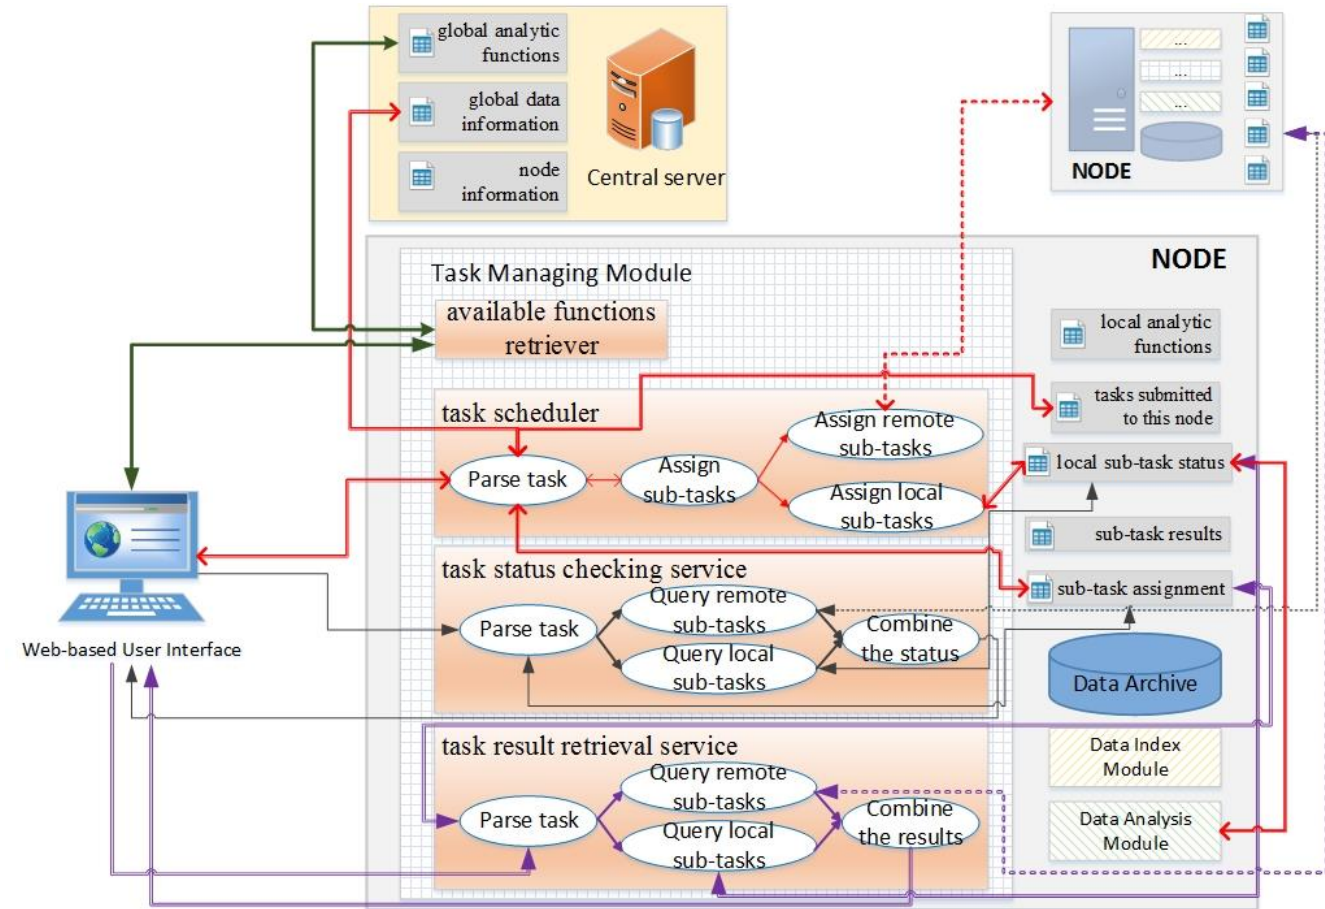 global analytic
functions
global data
information
node
information
Central server
...
...
...
NODE
NODE
Task Managing Module
available functions
retriever
local analytic
functions
tasks submitted
to this node
task scheduler
Assign remote
sub-tasks
Parse task
Assign
sub-tasks
Assign local
sub-tasks
local sub-task status
sub-task results
sub-task assignment
task status checking service
Query remote
sub-tasks
Parse task
Query local
sub-tasks
Combine
the status
Web-based User Interface
Data Archive
task result retrieval service
Query remote
sub-tasks
Parse task
Query local
sub-tasks
Combine
the results
Data Index
Module
Data Analysis
Module